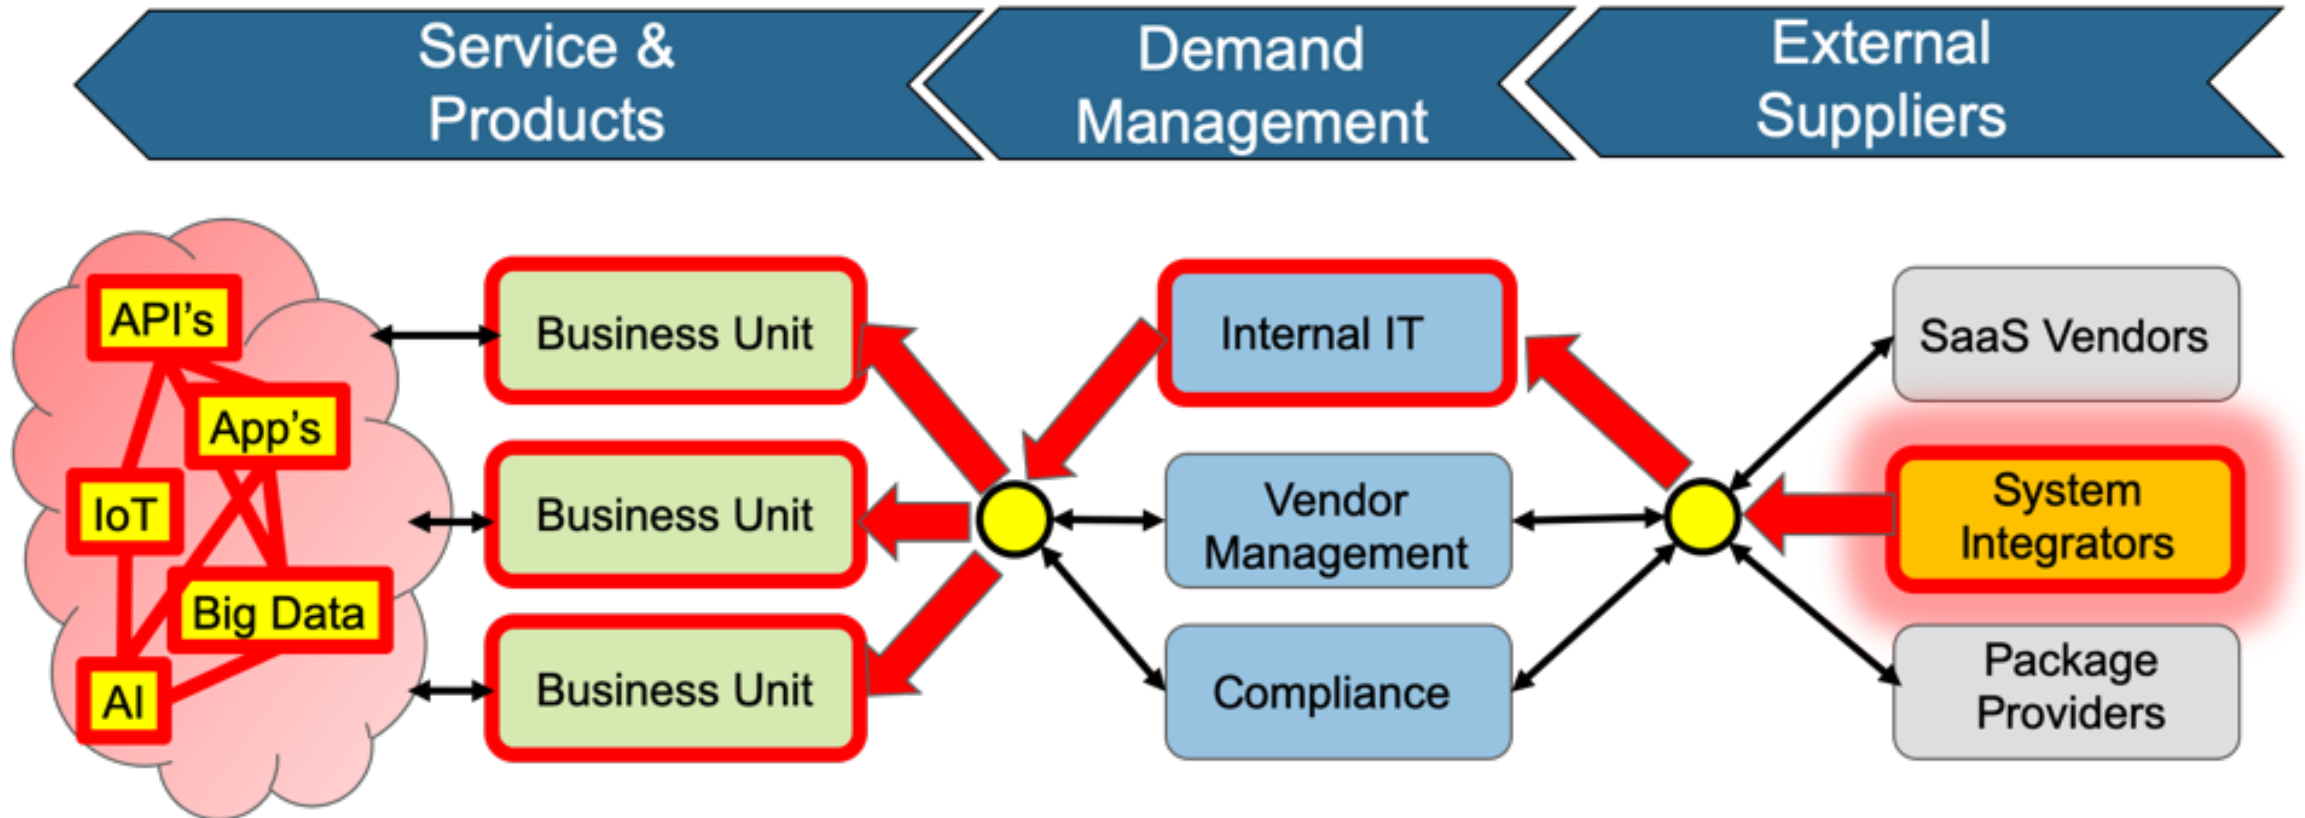 Service &
Products
Demand
Management
External
Suppliers
API's
App's
IoT
Big Data
AI
Business Unit
Business Unit
Business Unit
Internal IT
Vendor
Management
Compliance
SaaS Vendors
System
Integrators
Package
Providers